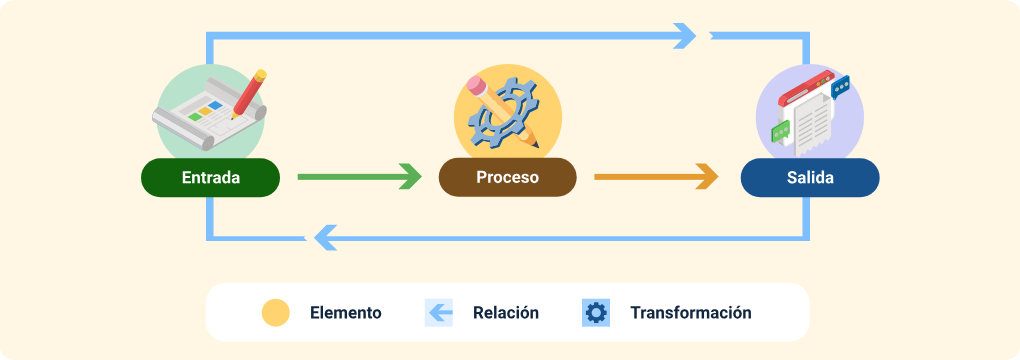 Entrada
Proceso
Salida
Elemento
Relación
Transformación